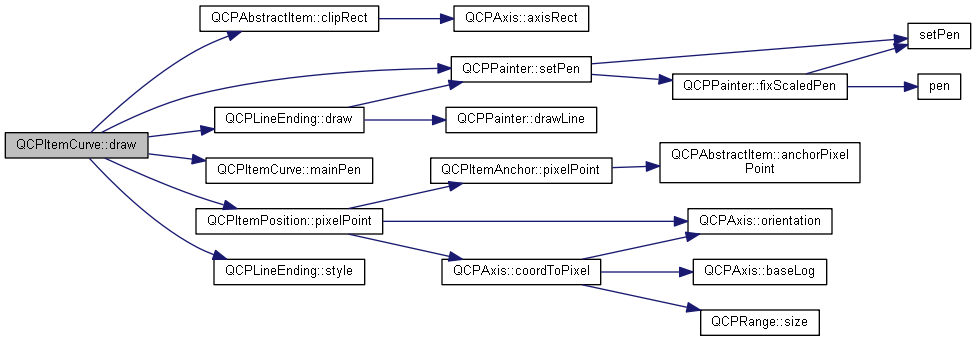 QCPAbstractItem::clipRect
QCPAxis::axisRect
setPen
QCPPainter::setPen
QCPPainter::fixScaledPen
pen
QCPLineEnding::draw
QCPPainter::drawLine
QCPItemCurve::draw
QCPItemCurve::mainPen
QCPItemAnchor::pixelPoint
QCPAbstractItem::anchorPixel
Point
QCPItemPosition::pixelPoint
QCPAxis::orientation
QCPLineEnding::style
QCPAxis::coordToPixel
QCPAxis::baseLog
QCPRange::size